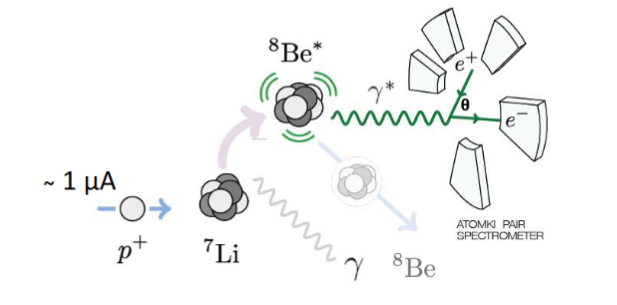 ⁸Be*
γ*
e⁺
θ
e⁻
~ 1 μA
p⁺
⁷Li
γ
⁸Be
ATOMKI PAIR
SPECTROMETER